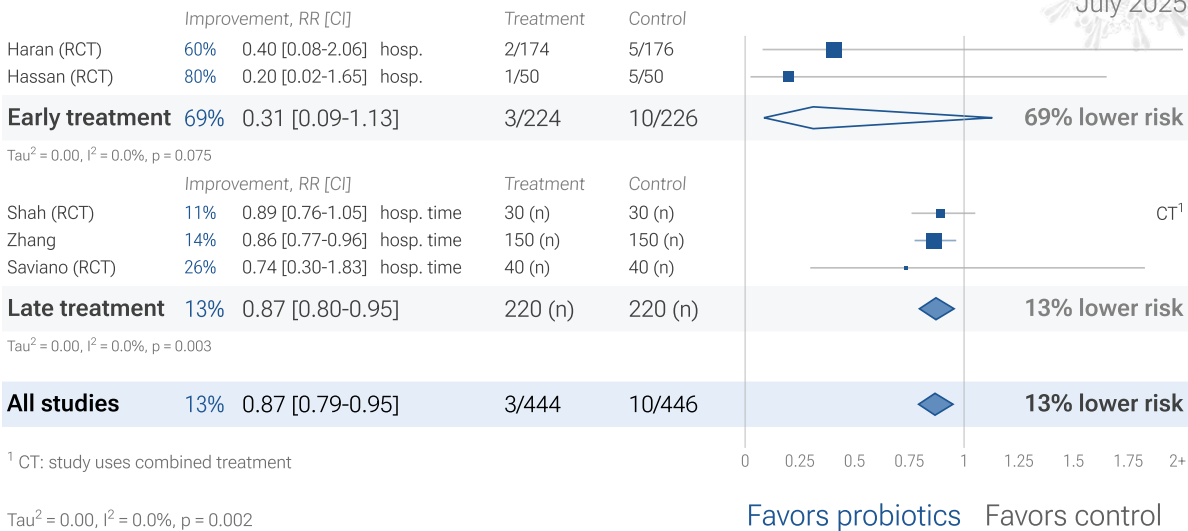 July 2025
Improvement, RR [CI] Treatment Control
Haran (RCT) 60% 0.40 [0.08-2.06] hosp. 2/174 5/176
Hassan (RCT) 80% 0.20 [0.02-1.65] hosp. 1/50 5/50
Early treatment 69% 0.31 [0.09-1.13] 3/224 10/226 69% lower risk
Tau² = 0.00, I² = 0.0%, p = 0.075
Improvement, RR [CI] Treatment Control
Shah (RCT) 11% 0.89 [0.76-1.05] hosp. time 30 (n) 30 (n) CT¹
Zhang 14% 0.86 [0.77-0.96] hosp. time 150 (n) 150 (n)
Saviano (RCT) 26% 0.74 [0.30-1.83] hosp. time 40 (n) 40 (n)
Late treatment 13% 0.87 [0.80-0.95] 220 (n) 220 (n) 13% lower risk
Tau² = 0.00, I² = 0.0%, p = 0.003
All studies 13% 0.87 [0.79-0.95] 3/444 10/446 13% lower risk
¹ CT: study uses combined treatment
0 0.25 0.5 0.75 1 1.25 1.5 1.75 2+
Tau² = 0.00, I² = 0.0%, p = 0.002
Favors probiotics Favors control